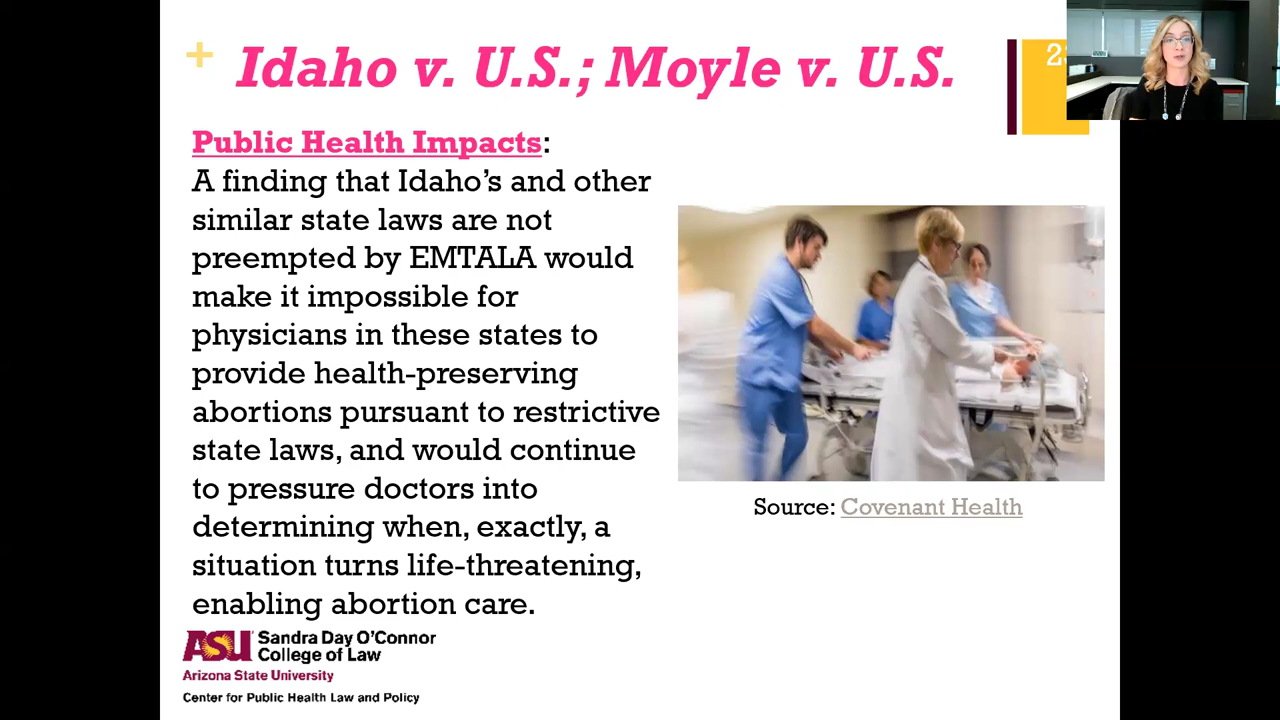 + Idaho v. U.S.; Moyle v. U.S.
Public Health Impacts:
A finding that Idaho’s and other
similar state laws are not
preempted by EMTALA would
make it impossible for
physicians in these states to
provide health-preserving
abortions pursuant to restrictive
state laws, and would continue
to pressure doctors into
determining when, exactly, a
situation turns life-threatening,
enabling abortion care.
Source: Covenant Health
ASU Sandra Day O’Connor
College of Law
Arizona State University
Center for Public Health Law and Policy